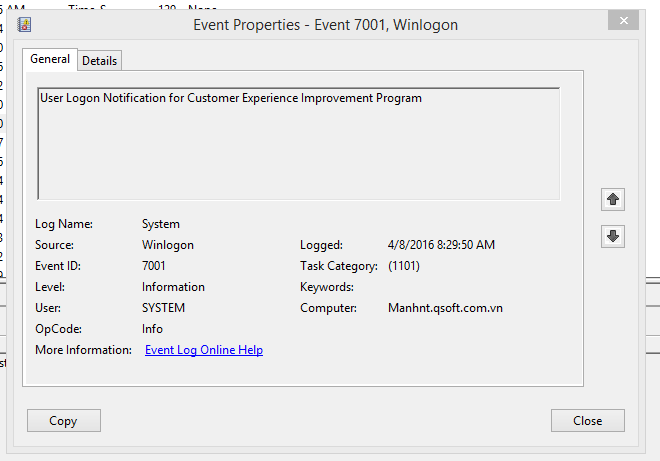 AM Time-S 129 None
Event Properties - Event 7001, Winlogon
General Details
User Logon Notification for Customer Experience Improvement Program
Log Name: System
Source: Winlogon Logged: 4/8/2016 8:29:50 AM
Event ID: 7001 Task Category: (1101)
Level: Information Keywords:
User: SYSTEM Computer: Manhnt.qsoft.com.vn
OpCode: Info
More Information: Event Log Online Help
Copy Close